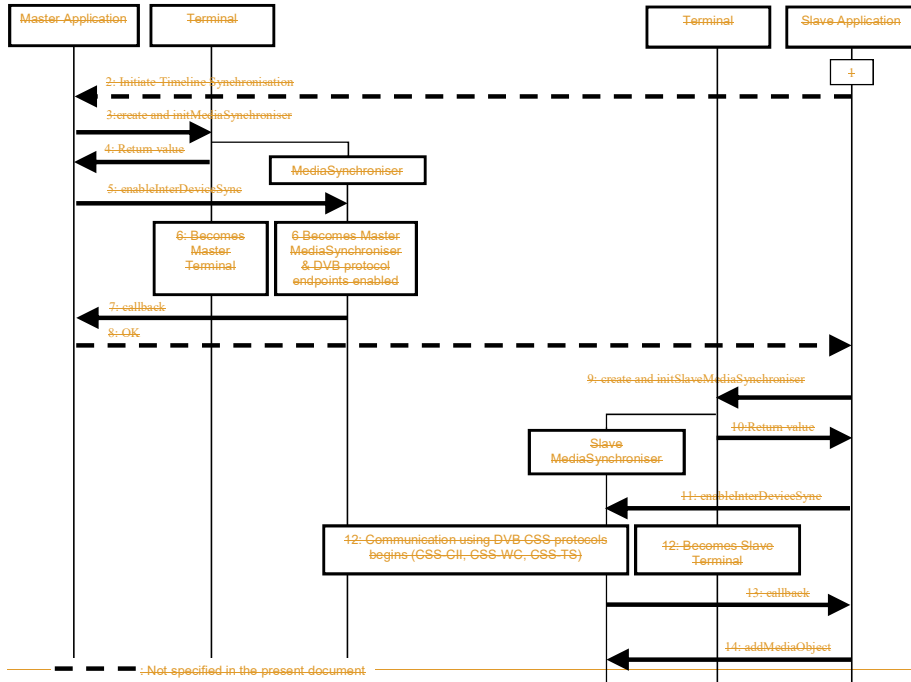 Master Application
Terminal
Terminal
Slave Application
1
2: Initiate Timeline Synchronisation
3:create and initMediaSynchroniser
4: Return value
MediaSynchroniser
5: enableInterDeviceSync
6: Becomes
Master
Terminal
6 Becomes Master
MediaSynchroniser
& DVB protocol
endpoints enabled
7: callback
8: OK
9: create and initSlaveMediaSynchroniser
10:Return value
Slave
MediaSynchroniser
11: enableInterDeviceSync
12: Communication using DVB CSS protocols
begins (CSS-CII, CSS-WC, CSS-TS)
12: Becomes Slave
Terminal
13: callback
14: addMediaObject
: Not specified in the present document